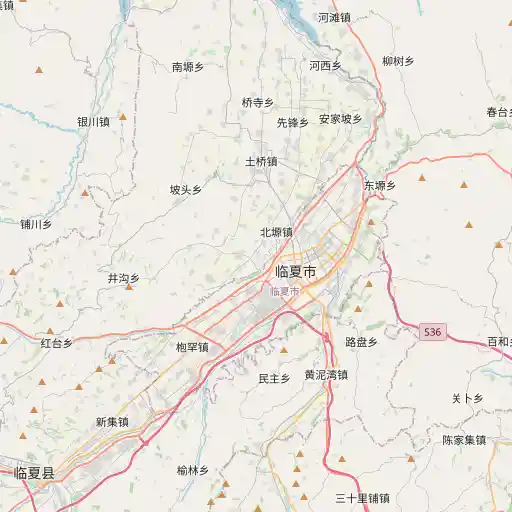 集镇
河滩镇
柳树乡
南塬乡
河西乡
桥寺乡
春台乡
银川镇
先锋乡
安家坡乡
土桥镇
坡头乡
东塬乡
铺川乡
北塬镇
临夏市
井沟乡
临夏市
S36
红台乡
枹罕镇
路盘乡
百和乡
民主乡
黄泥湾镇
关卜乡
新集镇
陈家集镇
临夏县
榆林乡
三十里铺镇